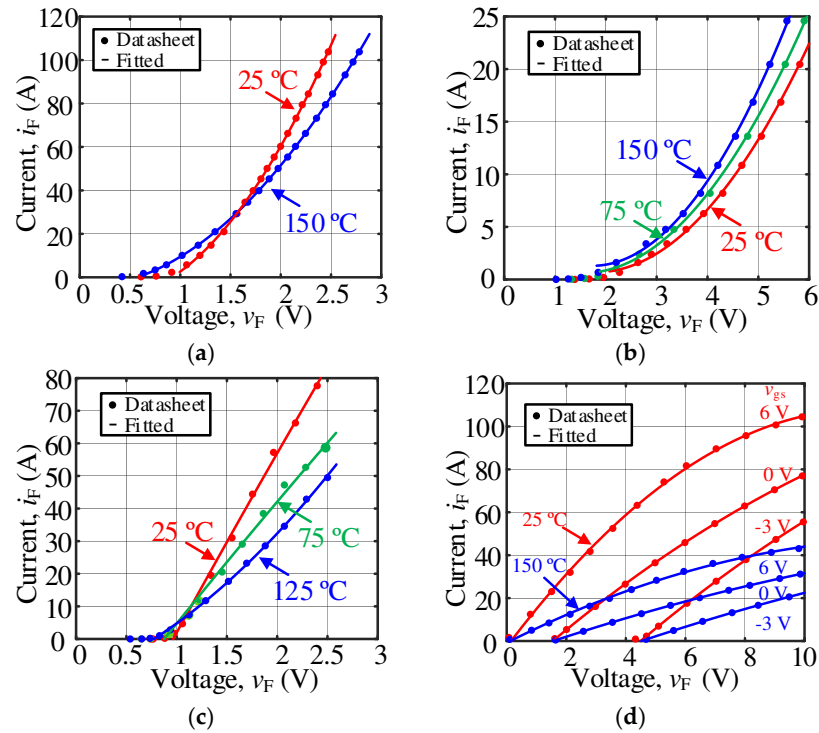 120
100
80
60
40
20
0
Current, iF (A)
Datasheet
Fitted
25 ºC
150 ºC
0 0.5 1 1.5 2 2.5 3
Voltage, vF (V)
(a)
25
20
15
10
5
0
Current, iF (A)
Datasheet
Fitted
150 ºC
75 ºC
25 ºC
0 1 2 3 4 5 6
Voltage, vF (V)
(b)
80
70
60
50
40
30
20
10
0
Current, iF (A)
Datasheet
Fitted
25 ºC
75 ºC
125 ºC
0 0.5 1 1.5 2 2.5 3
Voltage, vF (V)
(c)
120
100
80
60
40
20
0
Current, iF (A)
Datasheet
Fitted
vgs
6 V
0 V
-3 V
25 ºC
150 ºC
6 V
0 V
-3 V
0 2 4 6 8 10
Voltage, vF (V)
(d)